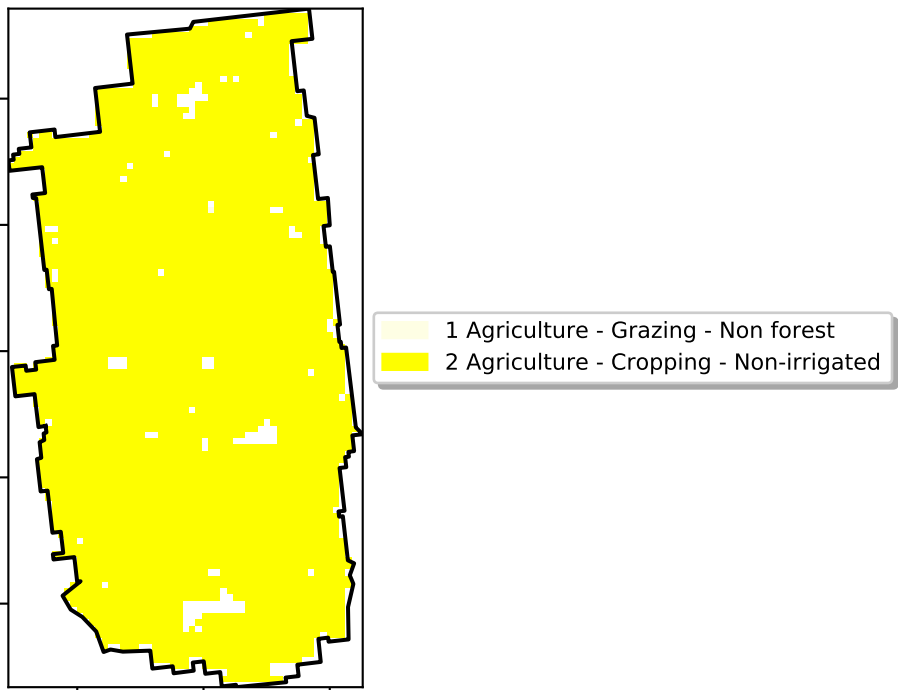 1 Agriculture - Grazing - Non forest
2 Agriculture - Cropping - Non-irrigated